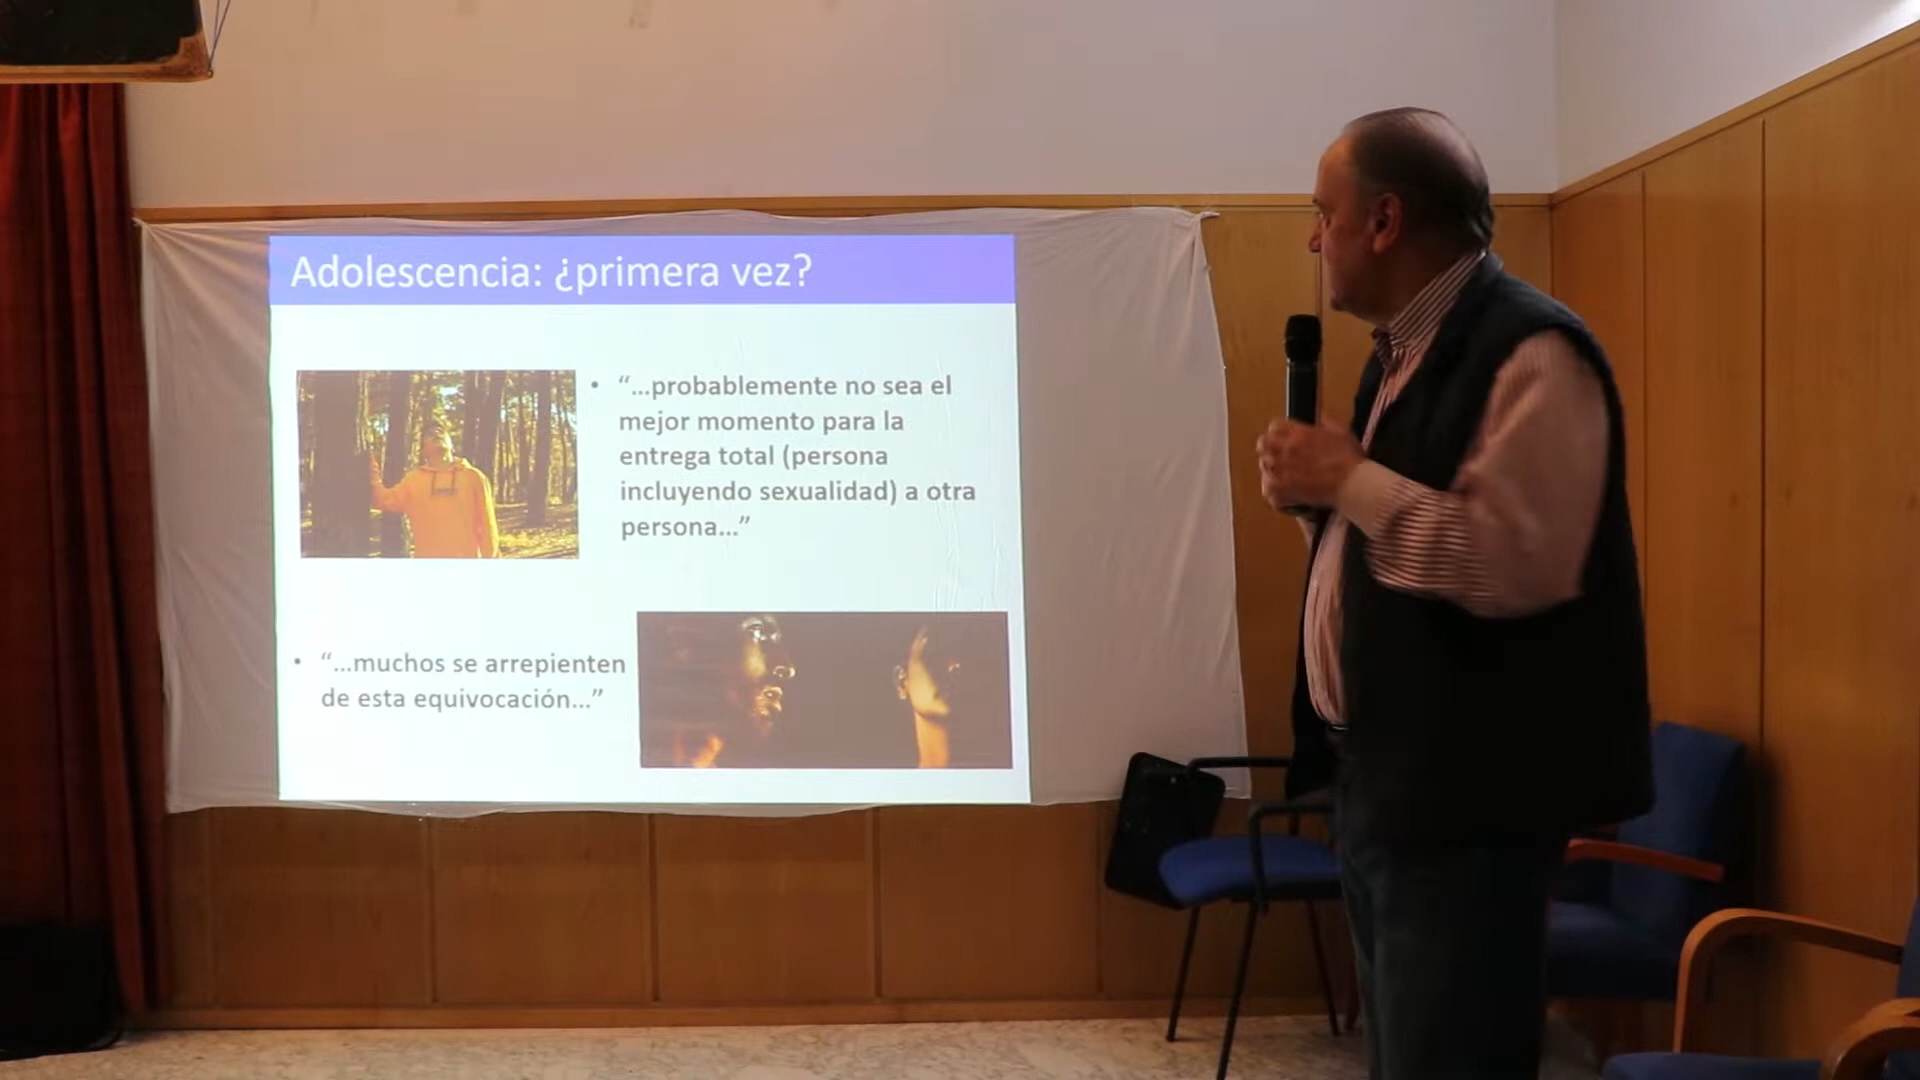 Adolescencia: ¿primera vez?
• “...probablemente no sea el
mejor momento para la
entrega total (persona
incluyendo sexualidad) a otra
persona...”
• “...muchos se arrepienten
de esta equivocación...”